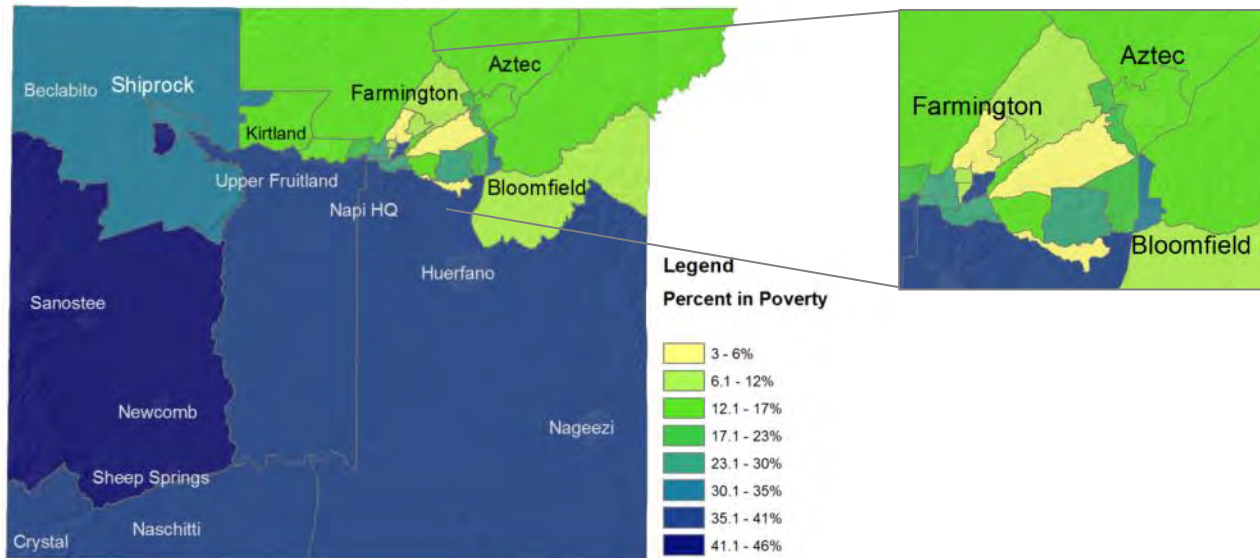 Beclabito
Shiprock
Farmington
Aztec
Kirtland
Upper Fruitland
Napi HQ
Bloomfield
Huerfano
Sanostee
Newcomb
Nageezi
Sheep Springs
Naschitti
Crystal
Aztec
Farmington
Bloomfield
Legend
Percent in Poverty
3 - 6%
6.1 - 12%
12.1 - 17%
17.1 - 23%
23.1 - 30%
30.1 - 35%
35.1 - 41%
41.1 - 46%